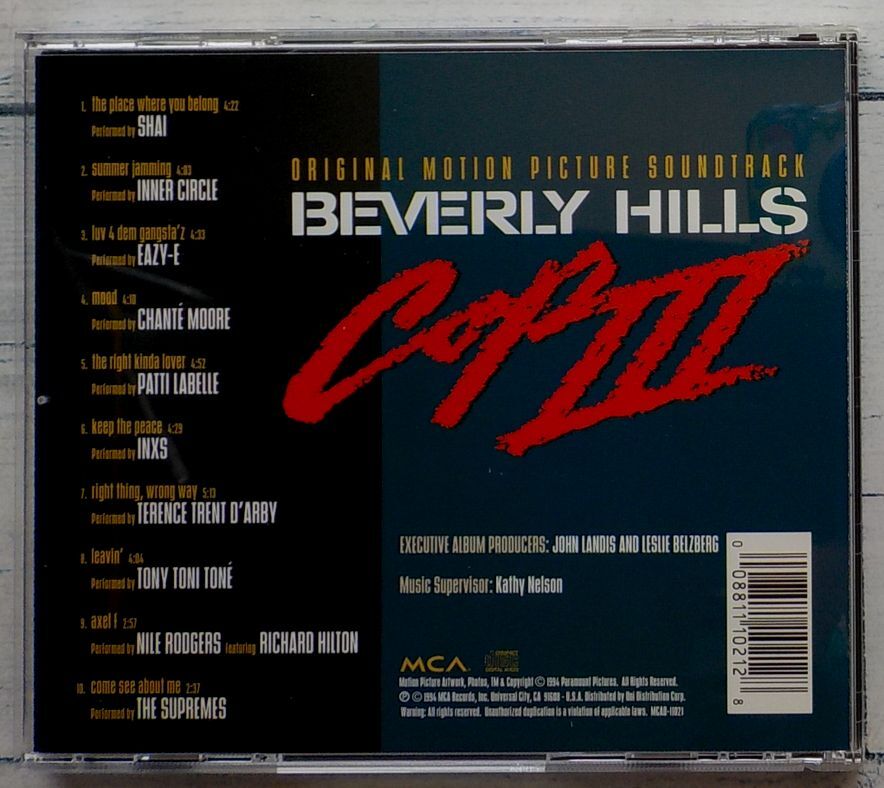 1. the place where you belong 4:22
Performed by SHAI
2. summer jamming 4:03
Performed by INNER CIRCLE
3. luv 4 dem gangsta'z 4:33
Performed by EAZY-E
4. mood 4:10
Performed by CHANTÉ MOORE
5. the right kinda lover 4:52
Performed by PATTI LABELLE
6. keep the peace 4:29
Performed by INXS
7. right thing, wrong way 5:13
Performed by TERENCE TRENT D'ARBY
8. leavin' 4:04
Performed by TONY TONI TONÉ
9. axel f 2:57
Performed by NILE RODGERS featuring RICHARD HILTON
10. come see about me 2:37
Performed by THE SUPREMES
ORIGINAL MOTION PICTURE SOUNDTRACK
BEVERLY HILLS
COP III
EXECUTIVE ALBUM PRODUCERS: JOHN LANDIS AND LESLIE BELZBERG
Music Supervisor: Kathy Nelson
MCA COMPACT disc DIGITAL AUDIO
Motion Picture Artwork, Photos, TM & Copyright © 1994 Paramount Pictures. All Rights Reserved.
℗ © 1994 MCA Records, Inc. Universal City, CA 91608 - U.S.A. Distributed by Uni Distribution Corp.
Warning: All rights reserved. Unauthorized duplication is a violation of applicable laws. MCAD-11021
0 08811 10212 8